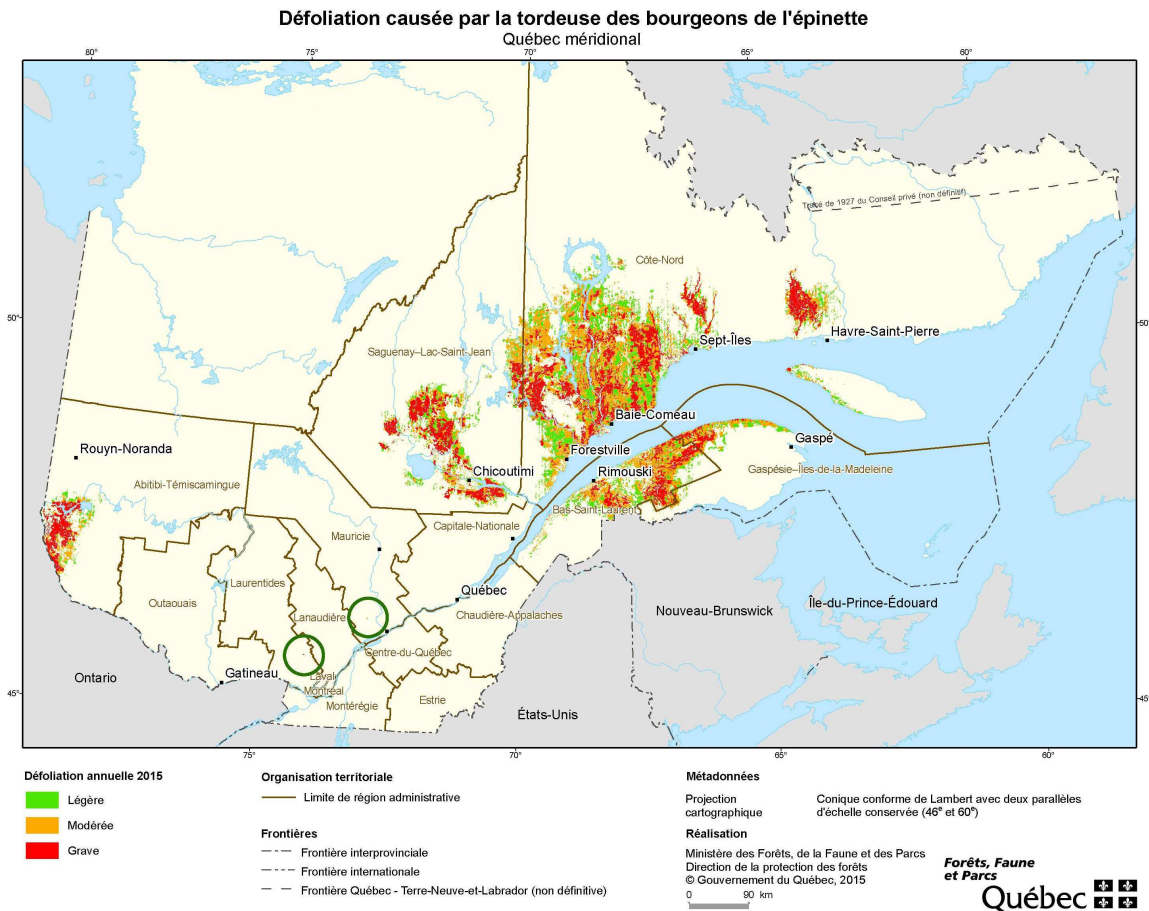 Défoliation causée par la tordeuse des bourgeons de l'épinette
Québec méridional
80°
75°
70°
65°
60°
Tracé de 1927 du Conseil privé (non définitif)
Côte-Nord
50°
50°
Havre-Saint-Pierre
Sept-Îles
Saguenay–Lac-Saint-Jean
Baie-Comeau
Gaspé
Rouyn-Noranda
Forestville
Rimouski
Gaspésie–Îles-de-la-Madeleine
Chicoutimi
Abitibi-Témiscamingue
Bas-Saint-Laurent
Capitale-Nationale
Mauricie
Laurentides
Québec
Outaouais
Nouveau-Brunswick
Île-du-Prince-Édouard
Lanaudière
Chaudière-Appalaches
Centre-du-Québec
Ontario
Gatineau
Laval
Montréal
45°
45°
Montérégie
Estrie
États-Unis
75°
70°
65°
60°
Défoliation annuelle 2015
Légère
Modérée
Grave
Organisation territoriale
Limite de région administrative
Frontières
Frontière interprovinciale
Frontière internationale
Frontière Québec - Terre-Neuve-et-Labrador (non définitive)
Métadonnées
Projection
cartographique
Conique conforme de Lambert avec deux parallèles
d'échelle conservée (46° et 60°)
Réalisation
Ministère des Forêts, de la Faune et des Parcs
Direction de la protection des forêts
© Gouvernement du Québec, 2015
0 90 km
Forêts, Faune
et Parcs
Québec